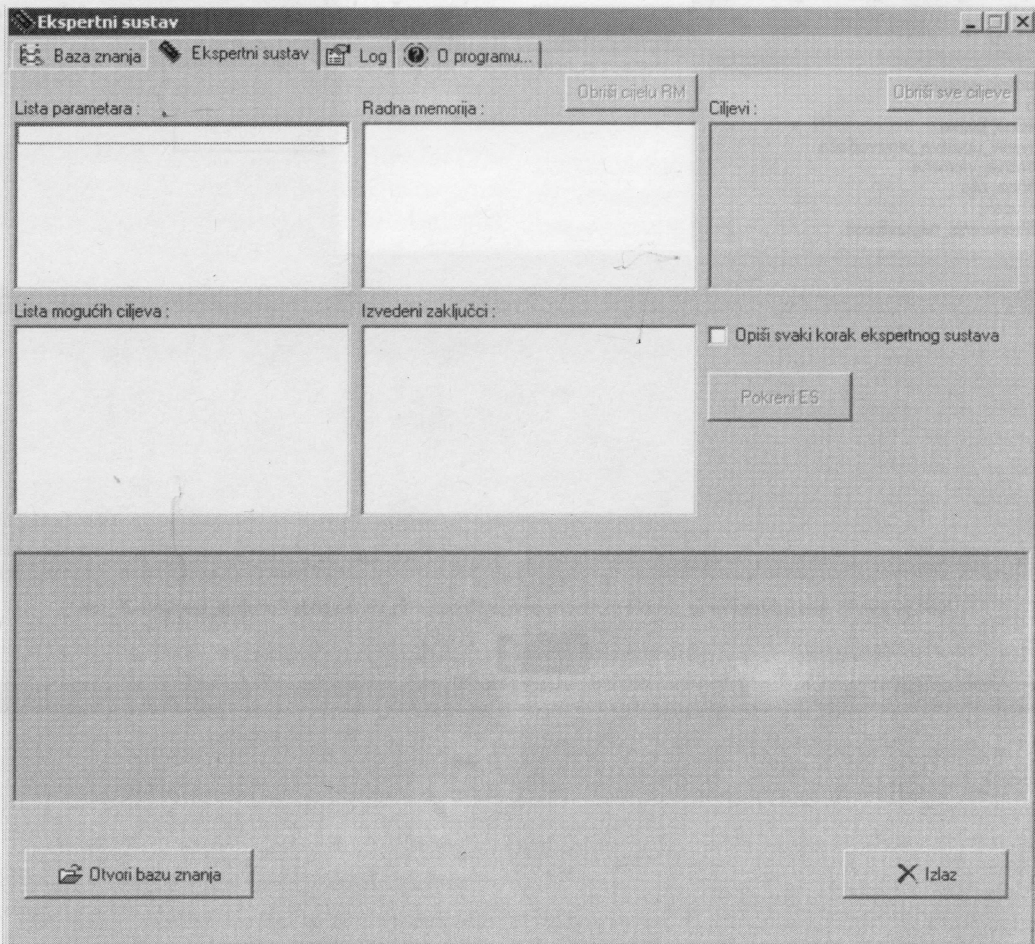 Ekspertni sustav
Baza znanja Ekspertni sustav Log O programu...
Obriši cijelu RM Obriši sve ciljeve
Lista parametara : Radna memorija : Ciljevi :
Lista mogućih ciljeva : Izvedeni zaključci :
Opiši svaki korak ekspertnog sustava
Pokreni ES
Otvori bazu znanja Izlaz